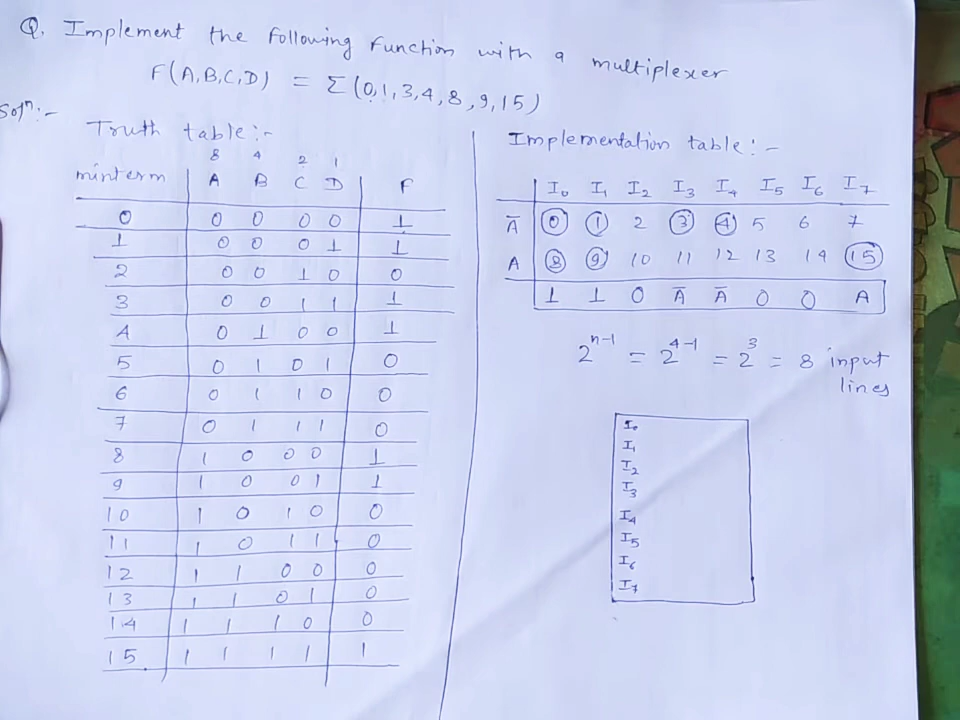 Q. Implement the following function with a multiplexer
F(A,B,C,D) = Σ(0,1,3,4,8,9,15)
Solⁿ:-
Truth table:-
8 4 2 1
minterm A B C D F
0 0 0 0 0 1
1 0 0 0 1 1
2 0 0 1 0 0
3 0 0 1 1 1
4 0 1 0 0 1
5 0 1 0 1 0
6 0 1 1 0 0
7 0 1 1 1 0
8 1 0 0 0 1
9 1 0 0 1 1
10 1 0 1 0 0
11 1 0 1 1 0
12 1 1 0 0 0
13 1 1 0 1 0
14 1 1 1 0 0
15 1 1 1 1 1
Implementation table:-
I₀ I₁ I₂ I₃ I₄ I₅ I₆ I₇
Ā 0 1 2 3 4 5 6 7
A 8 9 10 11 12 13 14 15
1 1 0 Ā Ā 0 0 A
2ⁿ⁻¹ = 2⁴⁻¹ = 2³ = 8 input
lines
I₀
I₁
I₂
I₃
I₄
I₅
I₆
I₇